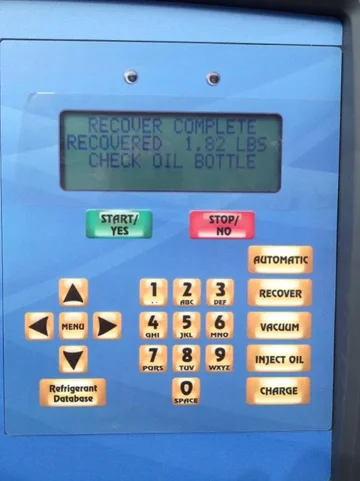 RECOVER COMPLETE
RECOVERED 1.82 LBS
CHECK OIL BOTTLE
START/
YES
STOP/
NO
AUTOMATIC
RECOVER
VACUUM
INJECT OIL
CHARGE
MENU
1
2
ABC
3
DEF
4
GHI
5
JKL
6
MNO
7
PQRS
8
TUV
9
WXYZ
0
SPACE
Refrigerant
Database